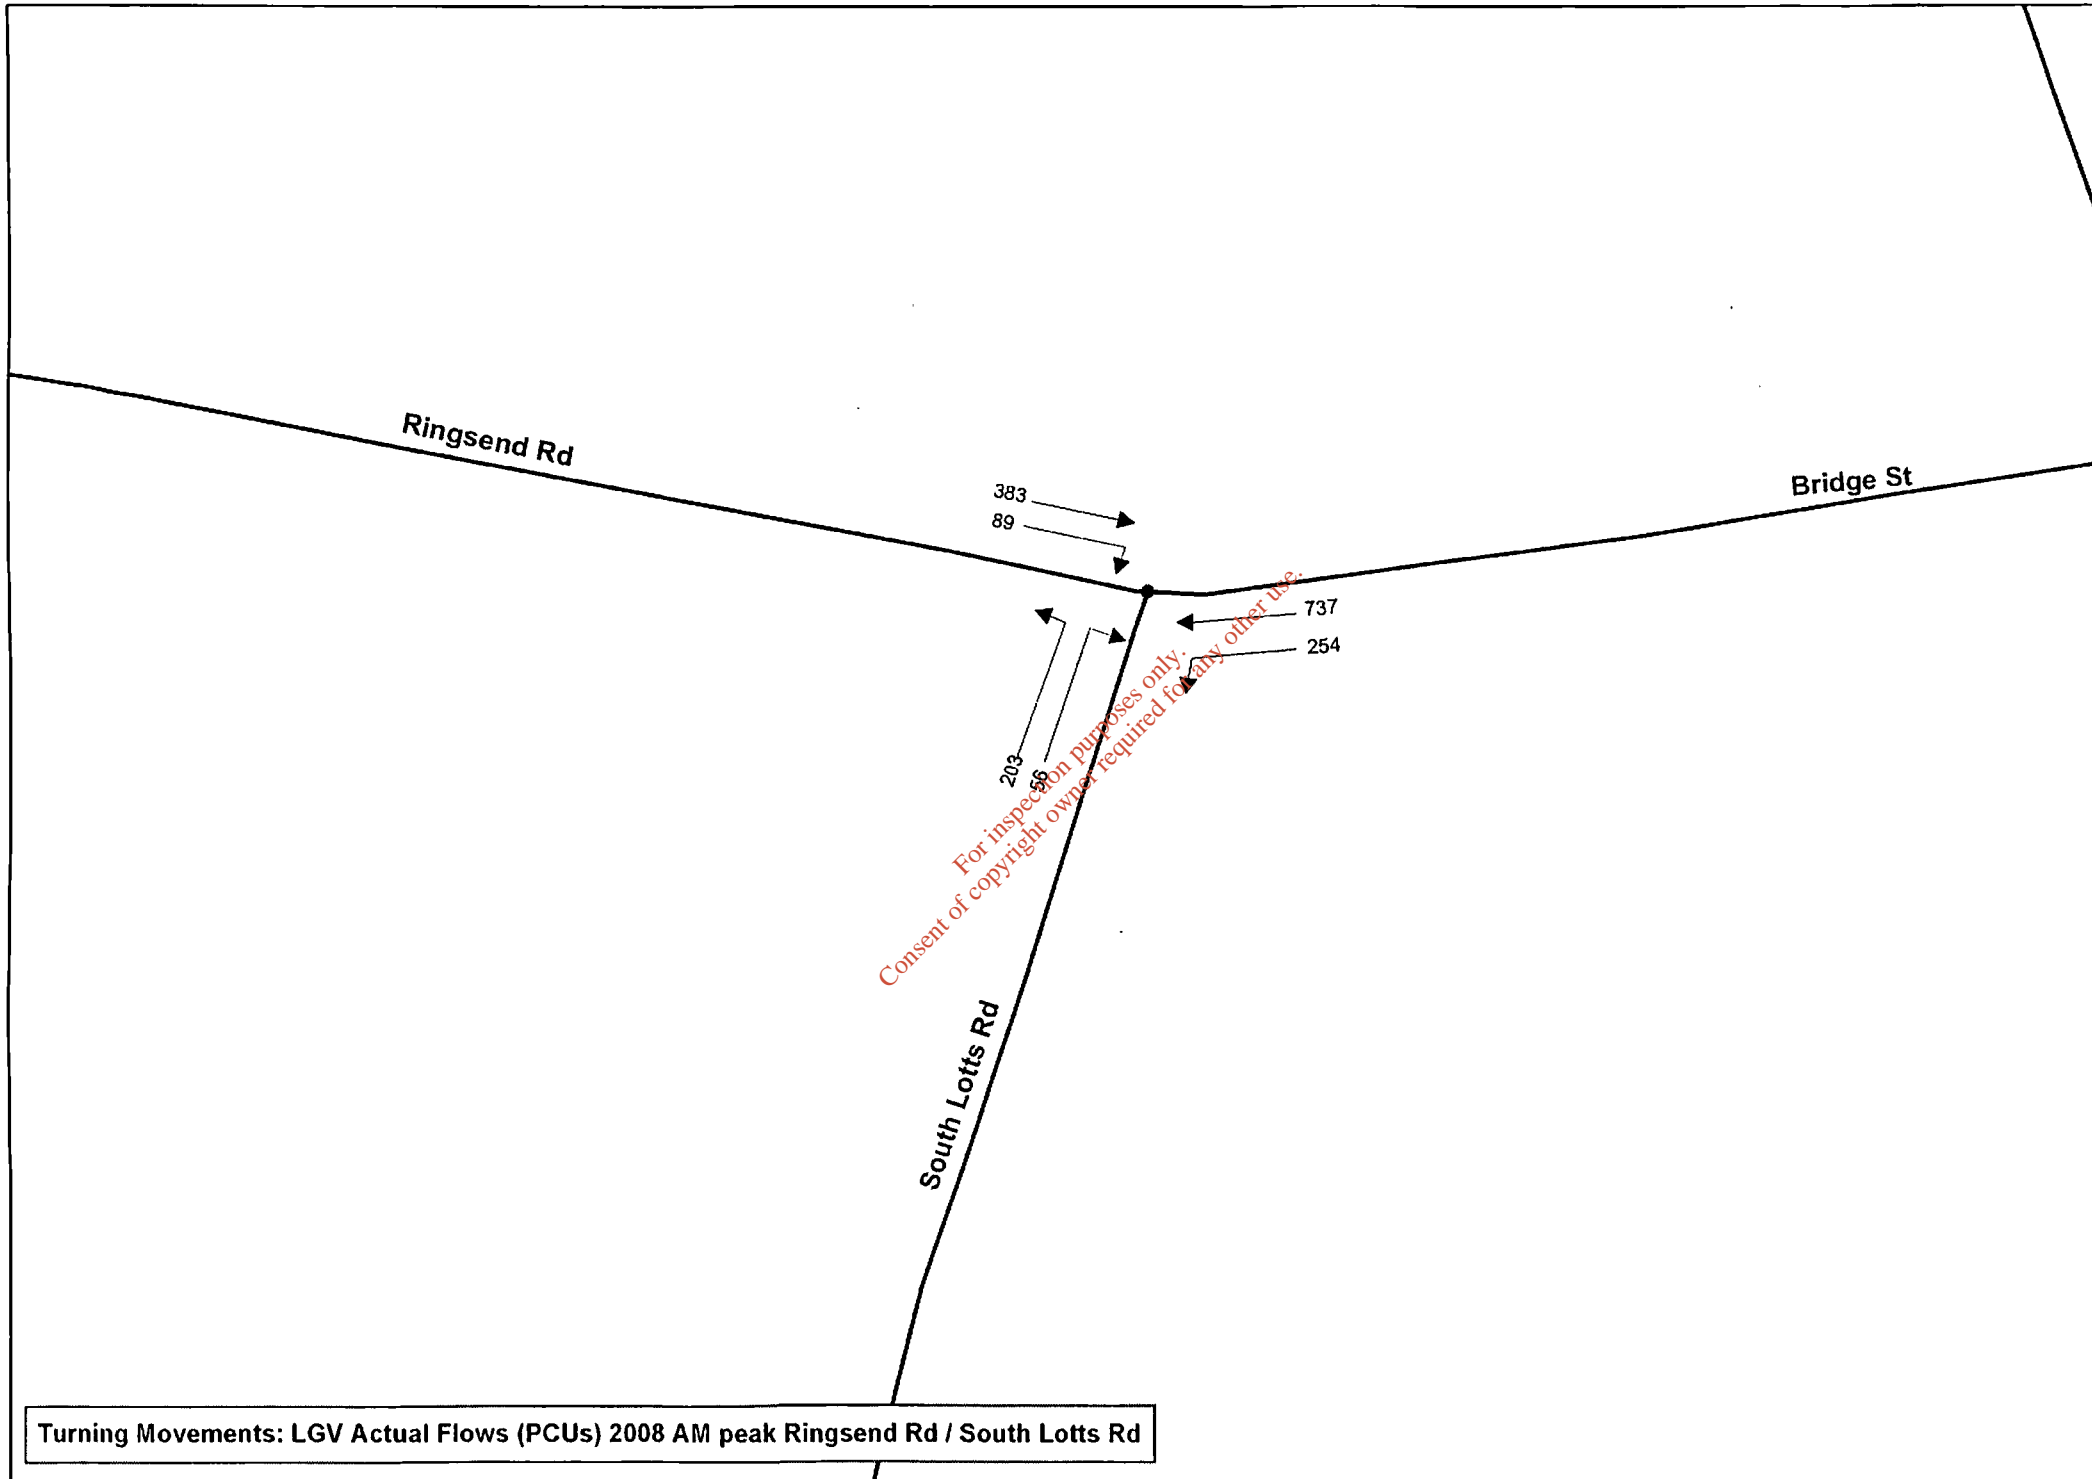 Ringsend Rd
Bridge St
383
89
737
254
203
56
For inspection purposes only.
Consent of copyright owner required for any other use.
South Lotts Rd
Turning Movements: LGV Actual Flows (PCUs) 2008 AM peak Ringsend Rd / South Lotts Rd